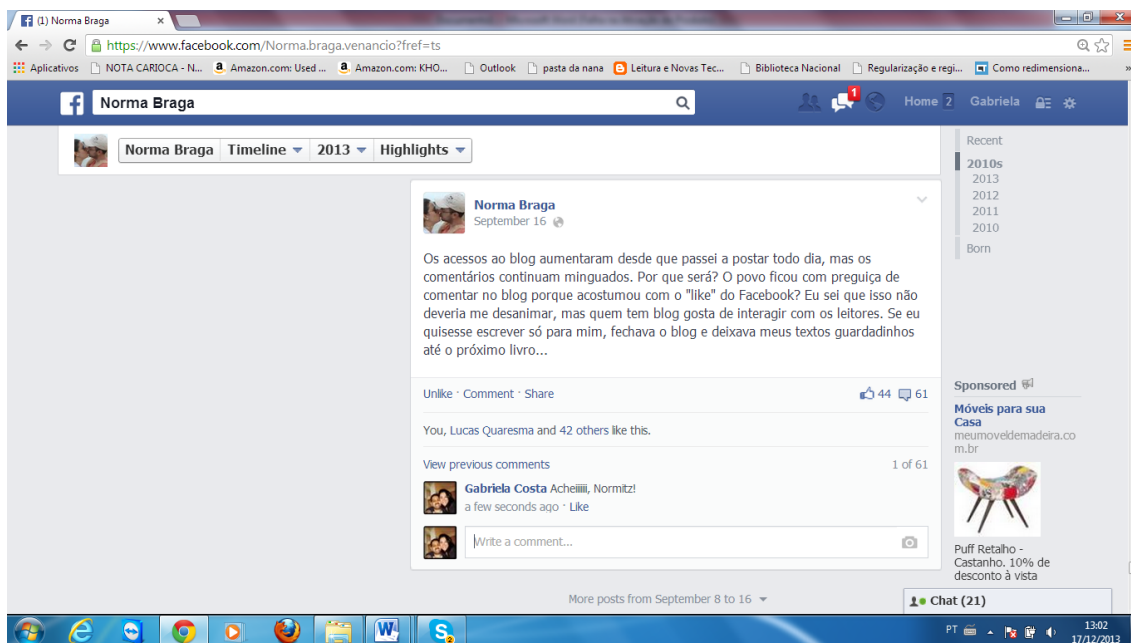 (1) Norma Braga
https://www.facebook.com/Norma.braga.venancio?fref=ts
Aplicativos NOTA CARIOCA - N... Amazon.com: Used ... Amazon.com: KHO... Outlook pasta da nana Leitura e Novas Tec... Biblioteca Nacional Regularização e regi... Como redimensiona... »
Norma Braga 1 Home 2 Gabriela
Norma Braga Timeline 2013 Highlights
Recent
2010s
2013
2012
2011
2010
Born
Norma Braga
September 16
Os acessos ao blog aumentaram desde que passei a postar todo dia, mas os
comentários continuam minguados. Por que será? O povo ficou com preguiça de
comentar no blog porque acostumou com o "like" do Facebook? Eu sei que isso não
deveria me desanimar, mas quem tem blog gosta de interagir com os leitores. Se eu
quisesse escrever só para mim, fechava o blog e deixava meus textos guardadinhos
até o próximo livro...
Unlike · Comment · Share 44 61
You, Lucas Quaresma and 42 others like this.
View previous comments 1 of 61
Gabriela Costa Acheiiiii, Normitz!
a few seconds ago · Like
Write a comment...
More posts from September 8 to 16
Sponsored
Móveis para sua
Casa
meumoveldemadeira.co
m.br
Puff Retalho -
Castanho. 10% de
desconto à vista
Chat (21)
PT 13:02
17/12/2013